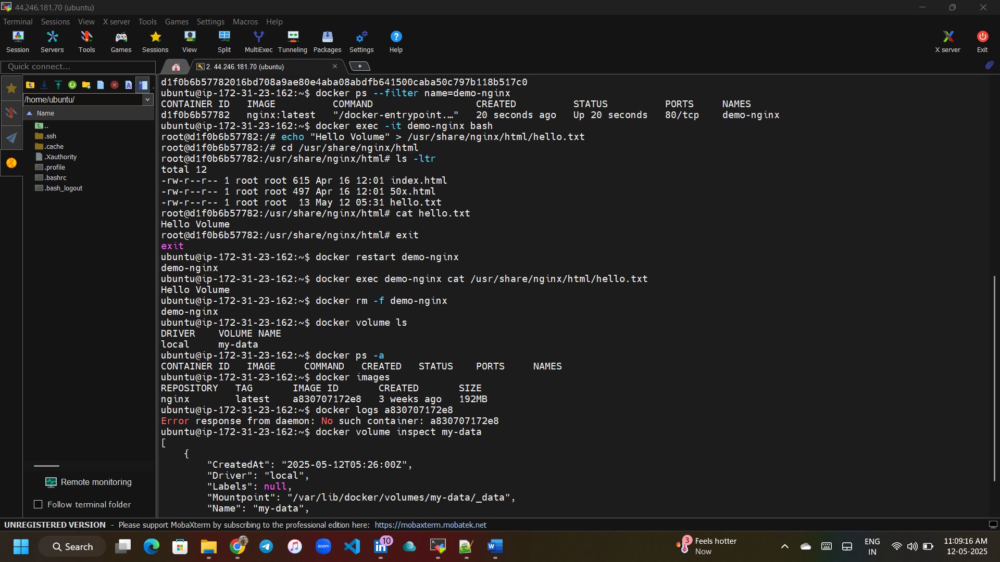 44.246.181.70 (ubuntu)
Terminal Sessions View X server Tools Games Settings Macros Help
Session Servers Tools Games Sessions View Split MultiExec Tunneling Packages Settings Help X server Exit
Quick connect...
2. 44.246.181.70 (ubuntu)
/home/ubuntu/
Name
..
.ssh
.cache
.Xauthority
.profile
.bashrc
.bash_logout
Remote monitoring
Follow terminal folder
d1f0b6b57782016bd708a9ae80e4aba08abdfb641500caba50c797b118b517c0
ubuntu@ip-172-31-23-162:~$ docker ps --filter name=demo-nginx
CONTAINER ID   IMAGE          COMMAND                  CREATED          STATUS          PORTS     NAMES
d1f0b6b57782   nginx:latest   "/docker-entrypoint.…"   20 seconds ago   Up 20 seconds   80/tcp    demo-nginx
ubuntu@ip-172-31-23-162:~$ docker exec -it demo-nginx bash
root@d1f0b6b57782:/# echo "Hello Volume" > /usr/share/nginx/html/hello.txt
root@d1f0b6b57782:/# cd /usr/share/nginx/html
root@d1f0b6b57782:/usr/share/nginx/html# ls -ltr
total 12
-rw-r--r-- 1 root root 615 Apr 16 12:01 index.html
-rw-r--r-- 1 root root 497 Apr 16 12:01 50x.html
-rw-r--r-- 1 root root  13 May 12 05:31 hello.txt
root@d1f0b6b57782:/usr/share/nginx/html# cat hello.txt
Hello Volume
root@d1f0b6b57782:/usr/share/nginx/html# exit
exit
ubuntu@ip-172-31-23-162:~$ docker restart demo-nginx
demo-nginx
ubuntu@ip-172-31-23-162:~$ docker exec demo-nginx cat /usr/share/nginx/html/hello.txt
Hello Volume
ubuntu@ip-172-31-23-162:~$ docker rm -f demo-nginx
demo-nginx
ubuntu@ip-172-31-23-162:~$ docker volume ls
DRIVER    VOLUME NAME
local     my-data
ubuntu@ip-172-31-23-162:~$ docker ps -a
CONTAINER ID   IMAGE     COMMAND   CREATED   STATUS    PORTS     NAMES
ubuntu@ip-172-31-23-162:~$ docker images
REPOSITORY   TAG       IMAGE ID       CREATED       SIZE
nginx        latest    a830707172e8   3 weeks ago   192MB
ubuntu@ip-172-31-23-162:~$ docker logs a830707172e8
Error response from daemon: No such container: a830707172e8
ubuntu@ip-172-31-23-162:~$ docker volume inspect my-data
[
    {
        "CreatedAt": "2025-05-12T05:26:00Z",
        "Driver": "local",
        "Labels": null,
        "Mountpoint": "/var/lib/docker/volumes/my-data/_data",
        "Name": "my-data",
UNREGISTERED VERSION - Please support MobaXterm by subscribing to the professional edition here: https://mobaxterm.mobatek.net
Search
zoom
10
3
Feels hotter
Now
ENG
IN
11:09:16 AM
12-05-2025